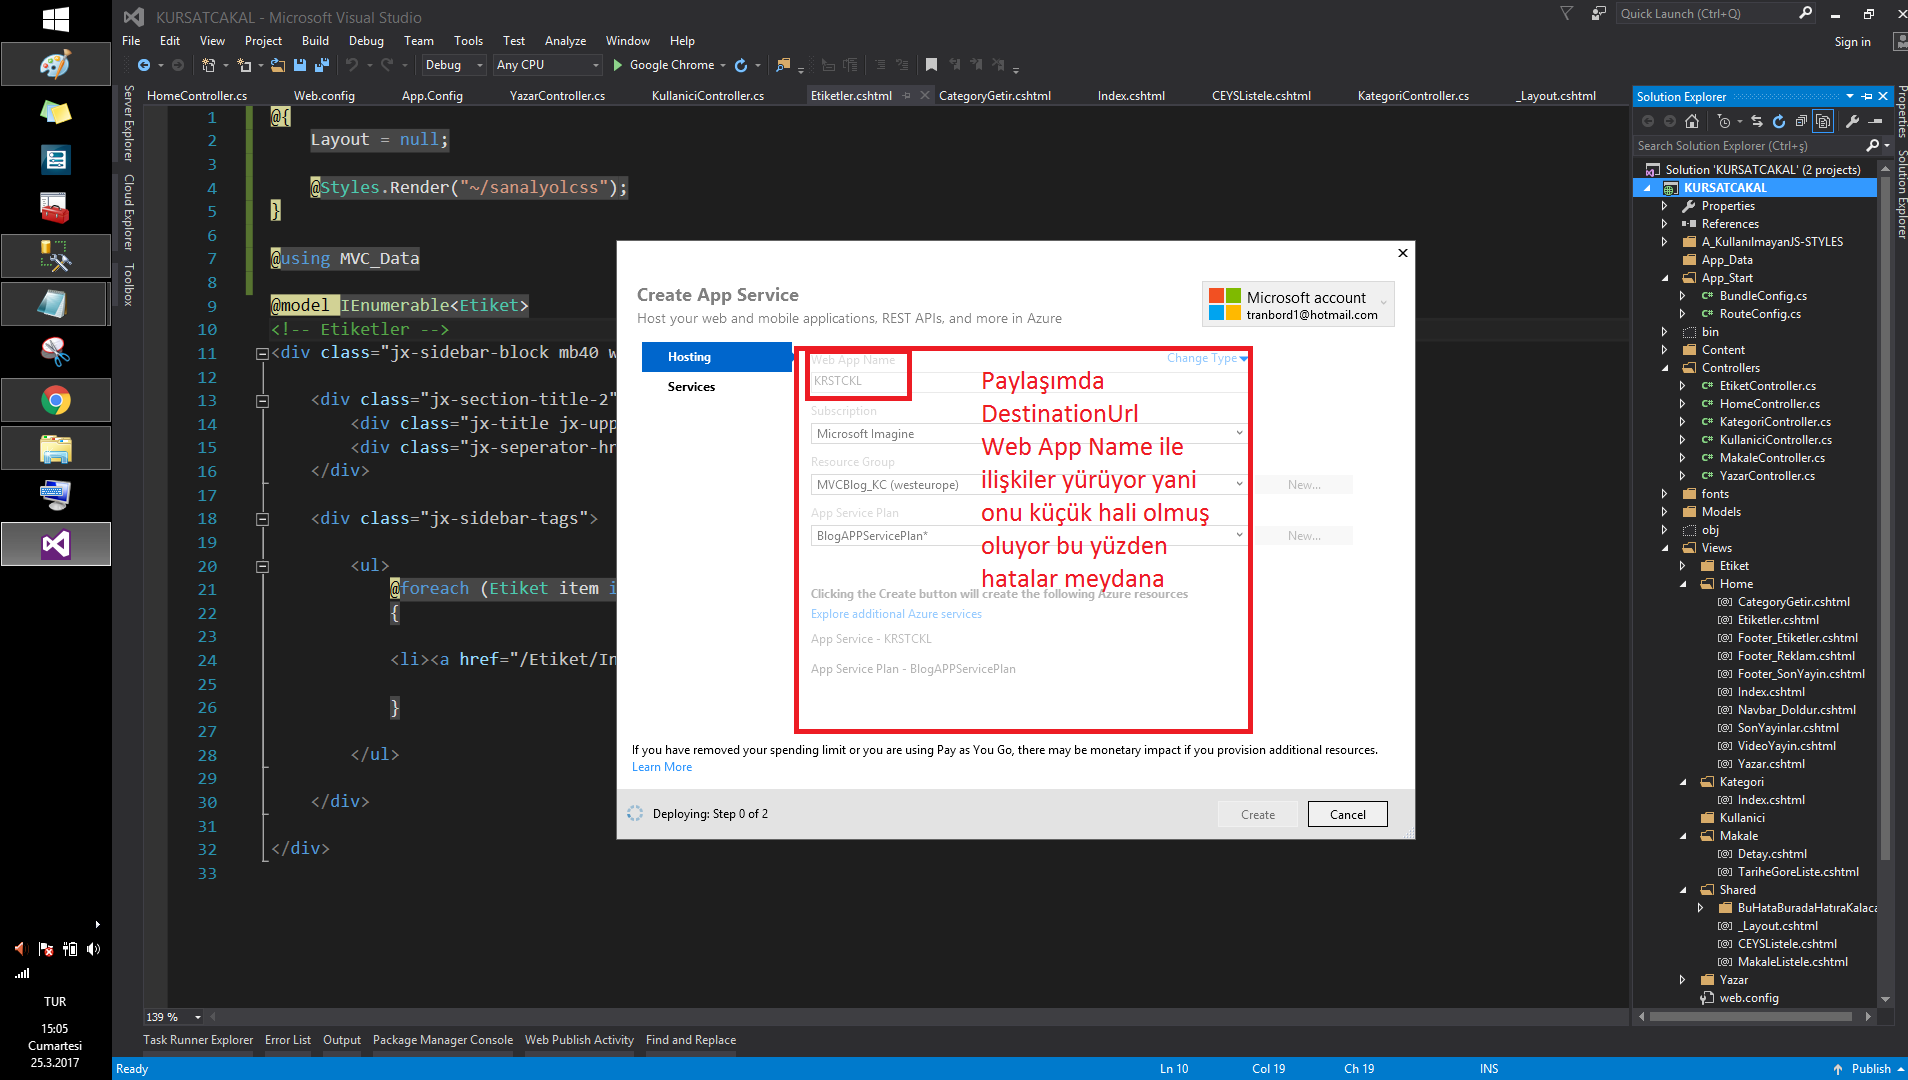 KURSATCAKAL - Microsoft Visual Studio
Quick Launch (Ctrl+Q)
File Edit View Project Build Debug Team Tools Test Analyze Window Help
Sign in
Debug
Any CPU
Google Chrome
HomeController.cs Web.config App.Config YazarController.cs KullaniciController.cs Etiketler.cshtml CategoryGetir.cshtml Index.cshtml CEYSListele.cshtml KategoriController.cs _Layout.cshtml
Server Explorer
Cloud Explorer
Toolbox
1 @{
2 Layout = null;
3
4 @Styles.Render("~/sanalyolcss");
5 }
6
7 @using MVC_Data
8
9 @model IEnumerable<Etiket>
10 <!-- Etiketler -->
11 <div class="jx-sidebar-block mb40 w
12
13 <div class="jx-section-title-2"
14 <div class="jx-title jx-upp
15 <div class="jx-seperator-hr
16 </div>
17
18 <div class="jx-sidebar-tags">
19
20 <ul>
21 @foreach (Etiket item i
22 {
23
24 <li><a href="/Etiket/In
25
26 }
27
28 </ul>
29
30 </div>
31
32 </div>
33
Create App Service
Host your web and mobile applications, REST APIs, and more in Azure
Microsoft account
tranbord1@hotmail.com
Hosting
Services
Web App Name
Change Type
KRSTCKL
Subscription
Microsoft Imagine
Resource Group
MVCBlog_KC (westeurope)
New...
App Service Plan
BlogAPPServicePlan*
New...
Paylaşımda
DestinationUrl
Web App Name ile
ilişkiler yürüyor yani
onu küçük hali olmuş
oluyor bu yüzden
hatalar meydana
Clicking the Create button will create the following Azure resources
Explore additional Azure services
App Service - KRSTCKL
App Service Plan - BlogAPPServicePlan
If you have removed your spending limit or you are using Pay as You Go, there may be monetary impact if you provision additional resources.
Learn More
Deploying: Step 0 of 2
Create
Cancel
Solution Explorer
Search Solution Explorer (Ctrl+ş)
Solution 'KURSATCAKAL' (2 projects)
KURSATCAKAL
Properties
References
A_KullanılmayanJS-STYLES
App_Data
App_Start
BundleConfig.cs
RouteConfig.cs
bin
Content
Controllers
EtiketController.cs
HomeController.cs
KategoriController.cs
KullaniciController.cs
MakaleController.cs
YazarController.cs
fonts
Models
obj
Views
Etiket
Home
CategoryGetir.cshtml
Etiketler.cshtml
Footer_Etiketler.cshtml
Footer_Reklam.cshtml
Footer_SonYayin.cshtml
Index.cshtml
Navbar_Doldur.cshtml
SonYayinlar.cshtml
VideoYayin.cshtml
Yazar.cshtml
Kategori
Index.cshtml
Kullanici
Makale
Detay.cshtml
TariheGoreListe.cshtml
Shared
BuHataBuradaHatıraKalaca
_Layout.cshtml
CEYSListele.cshtml
MakaleListele.cshtml
Yazar
web.config
Properties
Solution Explorer
139 %
Task Runner Explorer Error List Output Package Manager Console Web Publish Activity Find and Replace
Ready
Ln 10
Col 19
Ch 19
INS
Publish
TUR
15:05
Cumartesi
25.3.2017